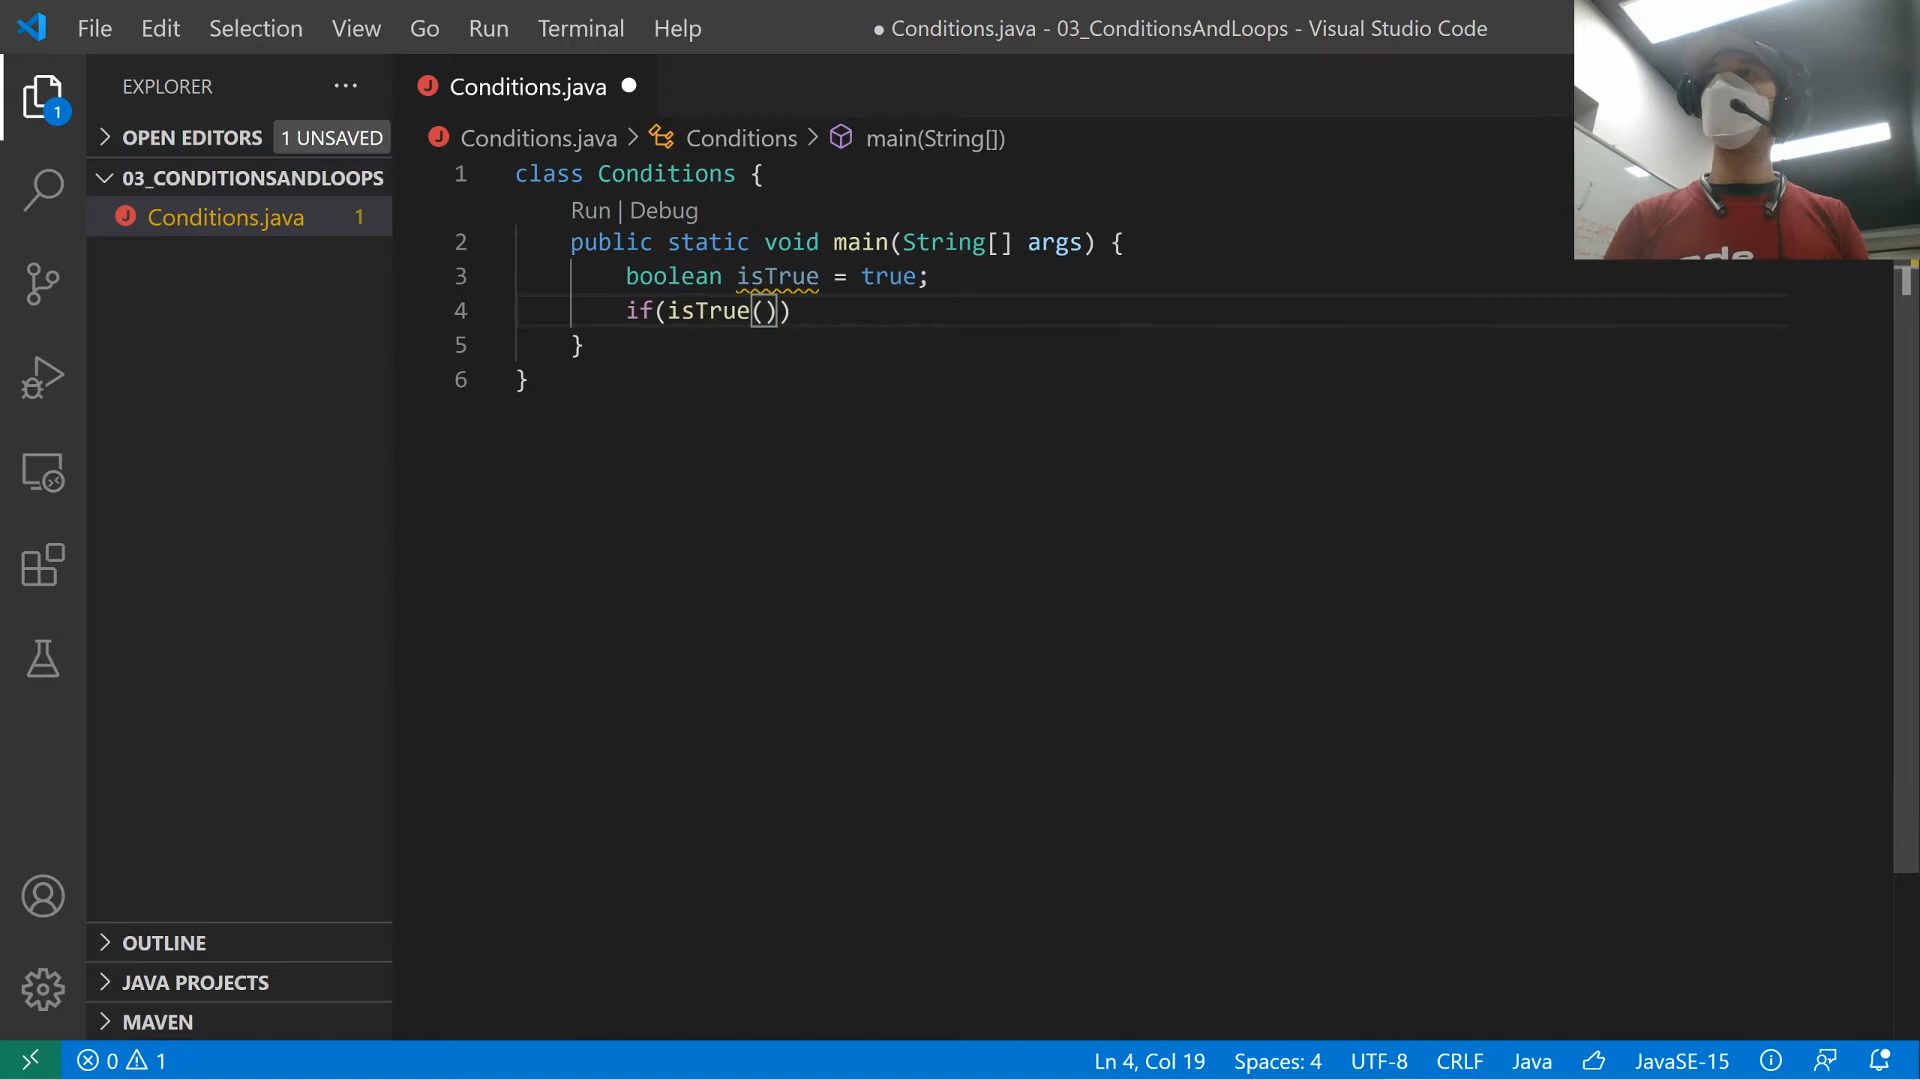 File Edit Selection View Go Run Terminal Help
● Conditions.java - 03_ConditionsAndLoops - Visual Studio Code
EXPLORER ···
OPEN EDITORS 1 UNSAVED
03_CONDITIONSANDLOOPS
J Conditions.java 1
1
OUTLINE
JAVA PROJECTS
MAVEN
J Conditions.java ●
J Conditions.java > Conditions > main(String[])
1 class Conditions {
Run | Debug
2 public static void main(String[] args) {
3 boolean isTrue = true;
4 if(isTrue())
5 }
6 }
0 1
Ln 4, Col 19 Spaces: 4 UTF-8 CRLF Java JavaSE-15